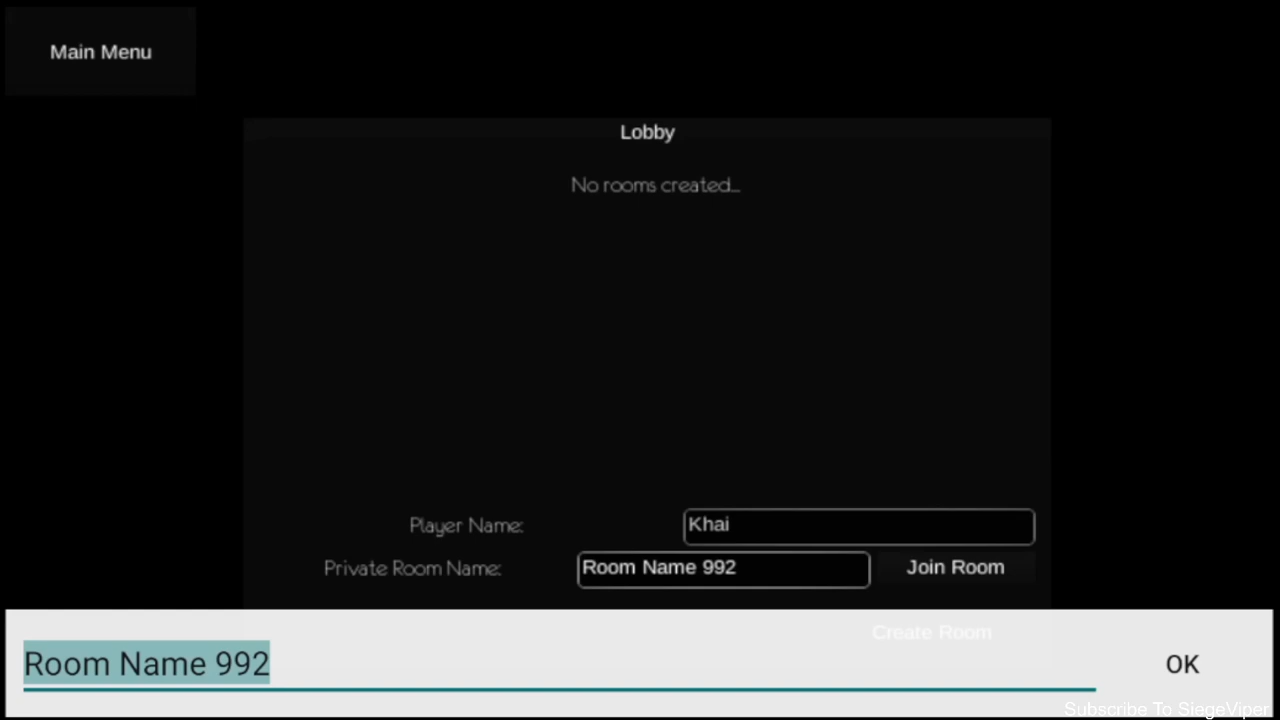 Main Menu
Lobby
No rooms created...
Player Name:
Khai
Private Room Name:
Room Name 992
Join Room
Create Room
Room Name 992
OK
Subscribe To SiegeViper